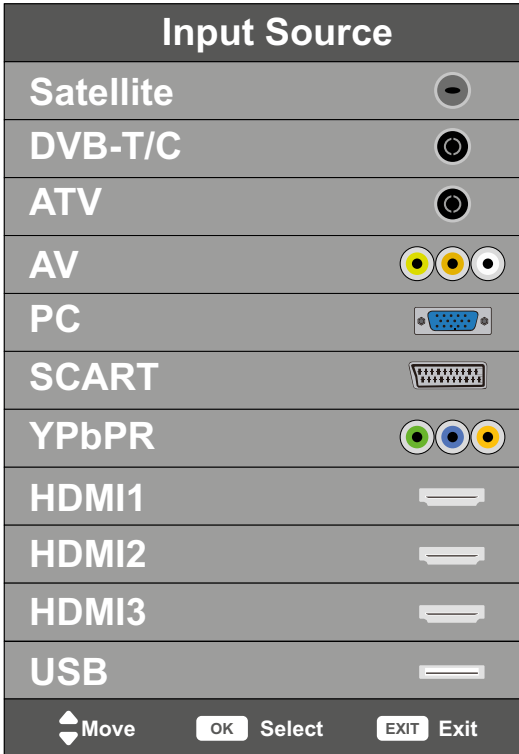 Input Source
Satellite
DVB-T/C
ATV
AV
PC
SCART
YPbPR
HDMI1
HDMI2
HDMI3
USB
Move OK Select EXIT Exit